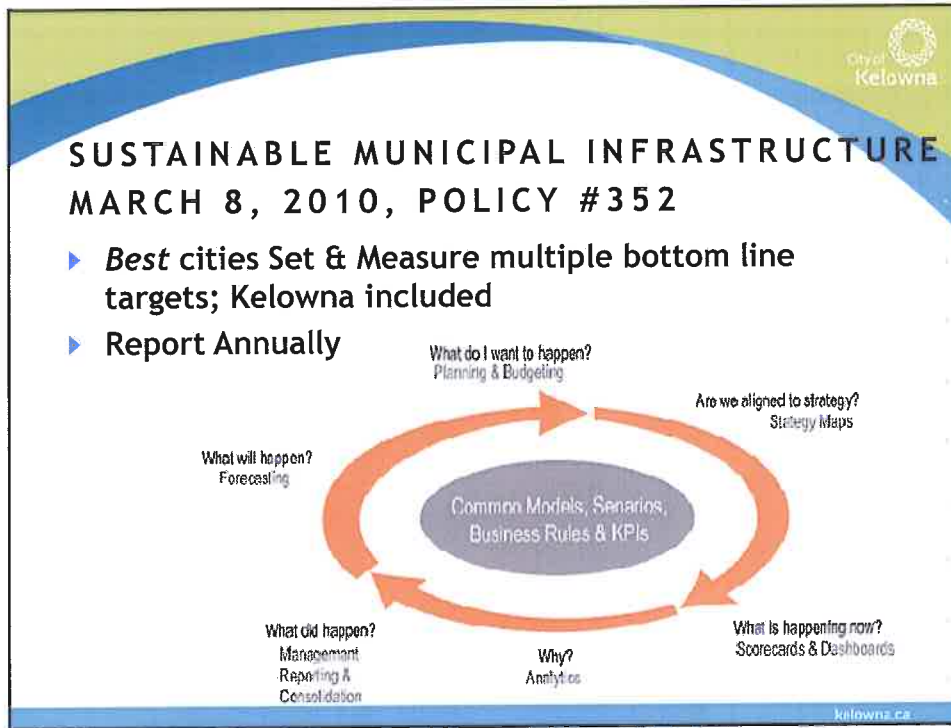 City of
Kelowna
SUSTAINABLE MUNICIPAL INFRASTRUCTURE
MARCH 8, 2010, POLICY #352
Best cities Set & Measure multiple bottom line
targets; Kelowna included
Report Annually
What do I want to happen?
Planning & Budgeting
Are we aligned to strategy?
Stategy Maps
What will happen?
Forecasting
Common Models, Senarios,
Business Rules & KPIs
What is happening now?
Scorecards & Dashboards
Why?
Analytics
What did happen?
Management
Reporting &
Consolidation
kelowna.ca